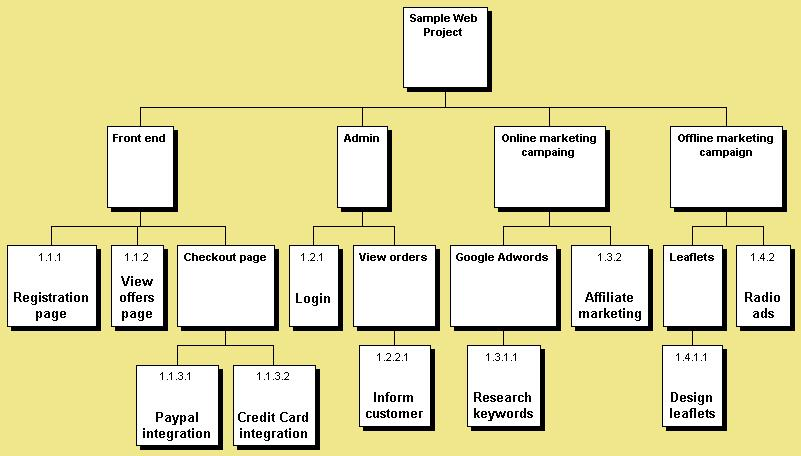 Sample Web
Project
Front end
Admin
Online marketing
campaing
Offline marketing
campaign
1.1.1
Registration
page
1.1.2
View
offers
page
Checkout page
1.2.1
Login
View orders
Google Adwords
1.3.2
Affiliate
marketing
Leaflets
1.4.2
Radio
ads
1.1.3.1
Paypal
integration
1.1.3.2
Credit Card
integration
1.2.2.1
Inform
customer
1.3.1.1
Research
keywords
1.4.1.1
Design
leaflets